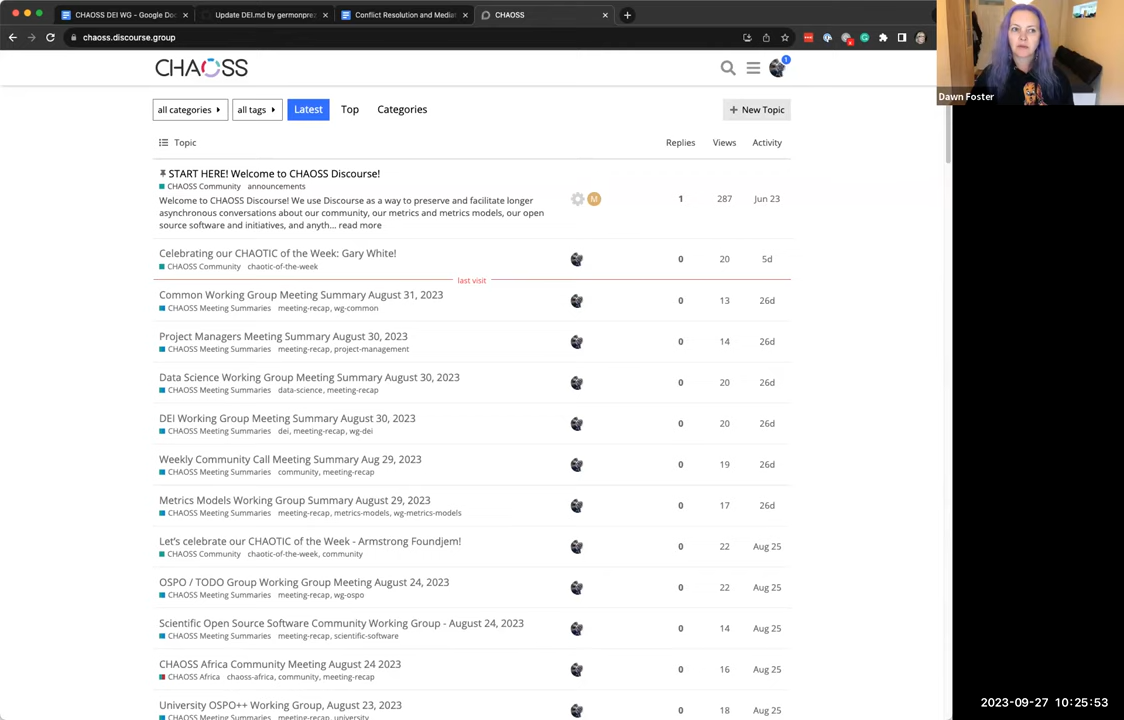 CHAOSS DEI WG - Google Doc
Update DEI.md by germonprez
Conflict Resolution and Mediat
CHAOSS
chaoss.discourse.group
CHAOSS
1
Dawn Foster
all categories
all tags
Latest
Top
Categories
+ New Topic
Topic
Replies
Views
Activity
START HERE! Welcome to CHAOSS Discourse!
CHAOSS Community announcements
Welcome to CHAOSS Discourse! We use Discourse as a way to preserve and facilitate longer
asynchronous conversations about our community, our metrics and metrics models, our open
source software and initiatives, and anyth... read more
M
1
287
Jun 23
Celebrating our CHAOTIC of the Week: Gary White!
CHAOSS Community chaotic-of-the-week
0
20
5d
last visit
Common Working Group Meeting Summary August 31, 2023
CHAOSS Meeting Summaries meeting-recap, wg-common
0
13
26d
Project Managers Meeting Summary August 30, 2023
CHAOSS Meeting Summaries meeting-recap, project-management
0
14
26d
Data Science Working Group Meeting Summary August 30, 2023
CHAOSS Meeting Summaries data-science, meeting-recap
0
20
26d
DEI Working Group Meeting Summary August 30, 2023
CHAOSS Meeting Summaries dei, meeting-recap, wg-dei
0
20
26d
Weekly Community Call Meeting Summary Aug 29, 2023
CHAOSS Meeting Summaries community, meeting-recap
0
19
26d
Metrics Models Working Group Summary August 29, 2023
CHAOSS Meeting Summaries meeting-recap, metrics-models, wg-metrics-models
0
17
26d
Let's celebrate our CHAOTIC of the Week - Armstrong Foundjem!
CHAOSS Community chaotic-of-the-week, community
0
22
Aug 25
OSPO / TODO Group Working Group Meeting August 24, 2023
CHAOSS Meeting Summaries meeting-recap, wg-ospo
0
22
Aug 25
Scientific Open Source Software Community Working Group - August 24, 2023
CHAOSS Meeting Summaries meeting-recap, scientific-software
0
14
Aug 25
CHAOSS Africa Community Meeting August 24 2023
CHAOSS Africa chaoss-africa, community, meeting-recap
0
16
Aug 25
University OSPO++ Working Group, August 23, 2023
CHAOSS Meeting Summaries meeting-recap, university
0
18
Aug 25
2023-09-27 10:25:53